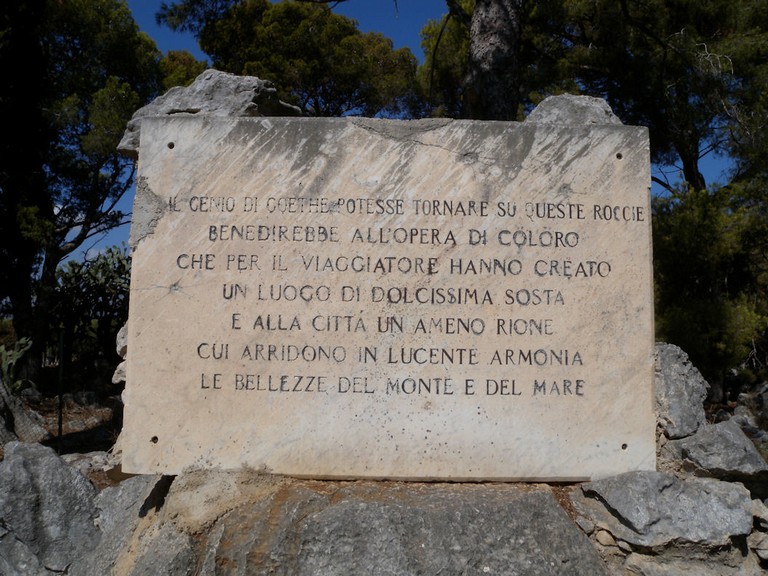 IL GENIO DI GOETHE POTESSE TORNARE SU QUESTE ROCCIE
BENEDIREBBE ALL'OPERA DI COLORO
CHE PER IL VIAGGIATORE HANNO CREATO
UN LUOGO DI DOLCISSIMA SOSTA
E ALLA CITTÁ UN AMENO RIONE
CUI ARRIDONO IN LUCENTE ARMONIA
LE BELLEZZE DEL MONTE E DEL MARE